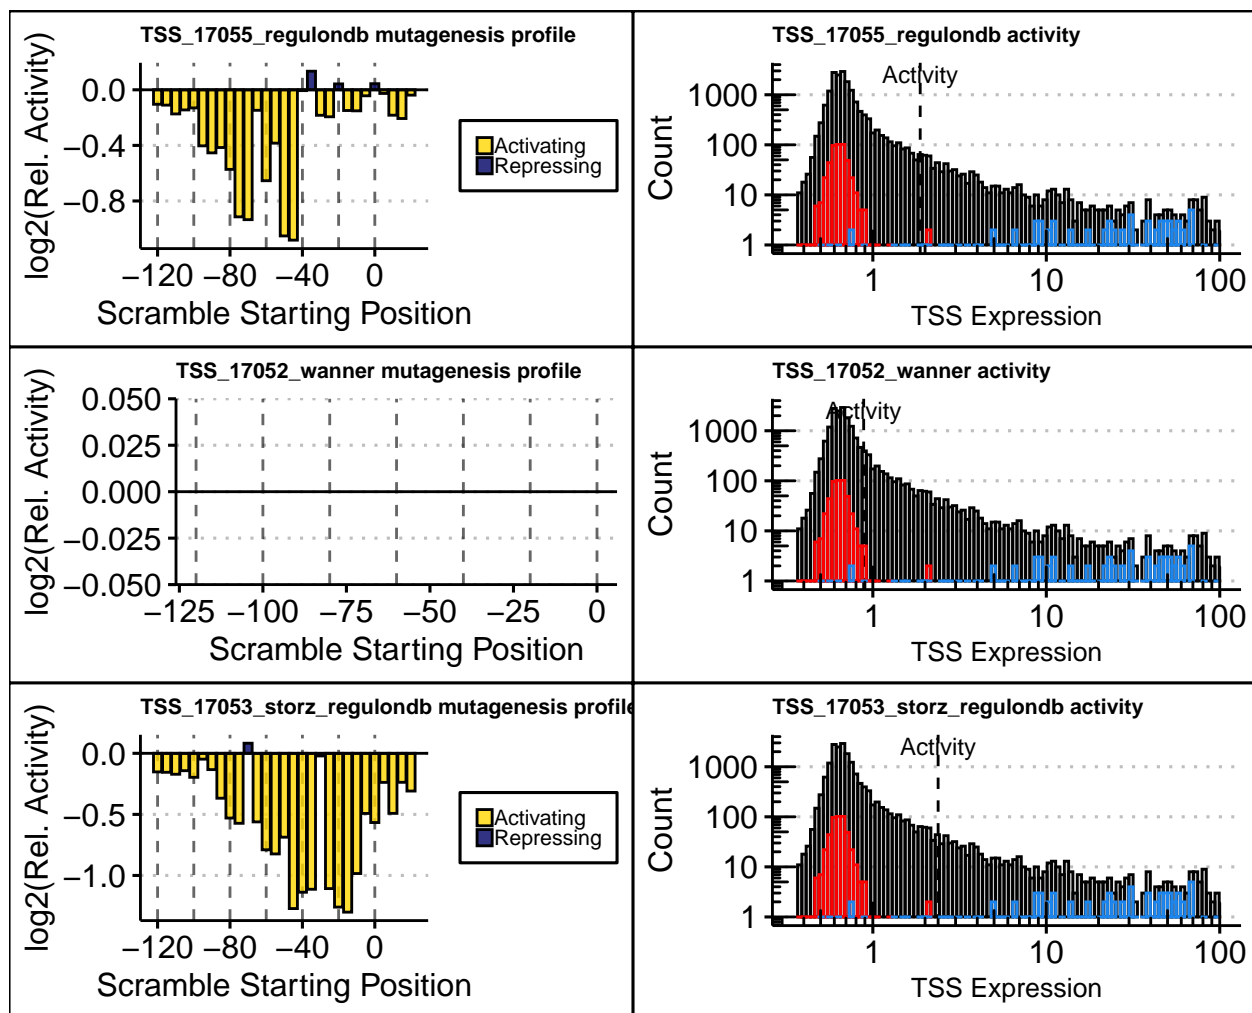 TSS_17055_regulondb mutagenesis profile
log2(Rel. Activity)
0.0
−0.4
−0.8
−120 −80 −40 0
Scramble Starting Position
Activating
Repressing
TSS_17055_regulondb activity
Activity
Count
1000
100
10
1
1 10 100
TSS Expression
TSS_17052_wanner mutagenesis profile
log2(Rel. Activity)
0.050
0.025
0.000
−0.025
−0.050
−125 −100 −75 −50 −25 0
Scramble Starting Position
TSS_17052_wanner activity
Activity
Count
1000
100
10
1
1 10 100
TSS Expression
TSS_17053_storz_regulondb mutagenesis profile
log2(Rel. Activity)
0.0
−0.5
−1.0
−120 −80 −40 0
Scramble Starting Position
Activating
Repressing
TSS_17053_storz_regulondb activity
Activity
Count
1000
100
10
1
1 10 100
TSS Expression